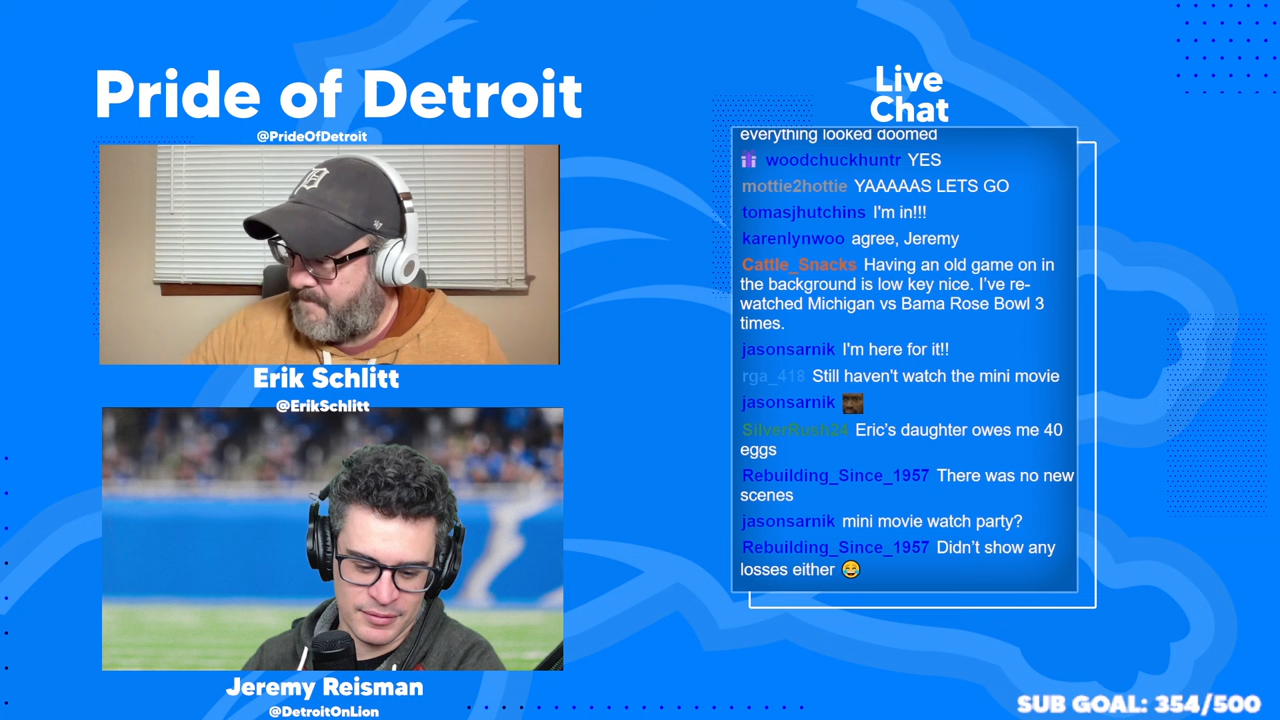 Pride of Detroit
@PrideOfDetroit
Erik Schlitt
@ErikSchlitt
Jeremy Reisman
@DetroitOnLion
Live
Chat
everything looked doomed
woodchuckhuntr YES
mottie2hottie YAAAAAS LETS GO
tomasjhutchins I'm in!!!
karenlynwoo agree, Jeremy
Cattle_Snacks Having an old game on in
the background is low key nice. I've re-
watched Michigan vs Bama Rose Bowl 3
times.
jasonsarnik I'm here for it!!
rga_418 Still haven't watch the mini movie
jasonsarnik
SilverRush24 Eric's daughter owes me 40
eggs
Rebuilding_Since_1957 There was no new
scenes
jasonsarnik mini movie watch party?
Rebuilding_Since_1957 Didn't show any
losses either 😂
SUB GOAL: 354/500